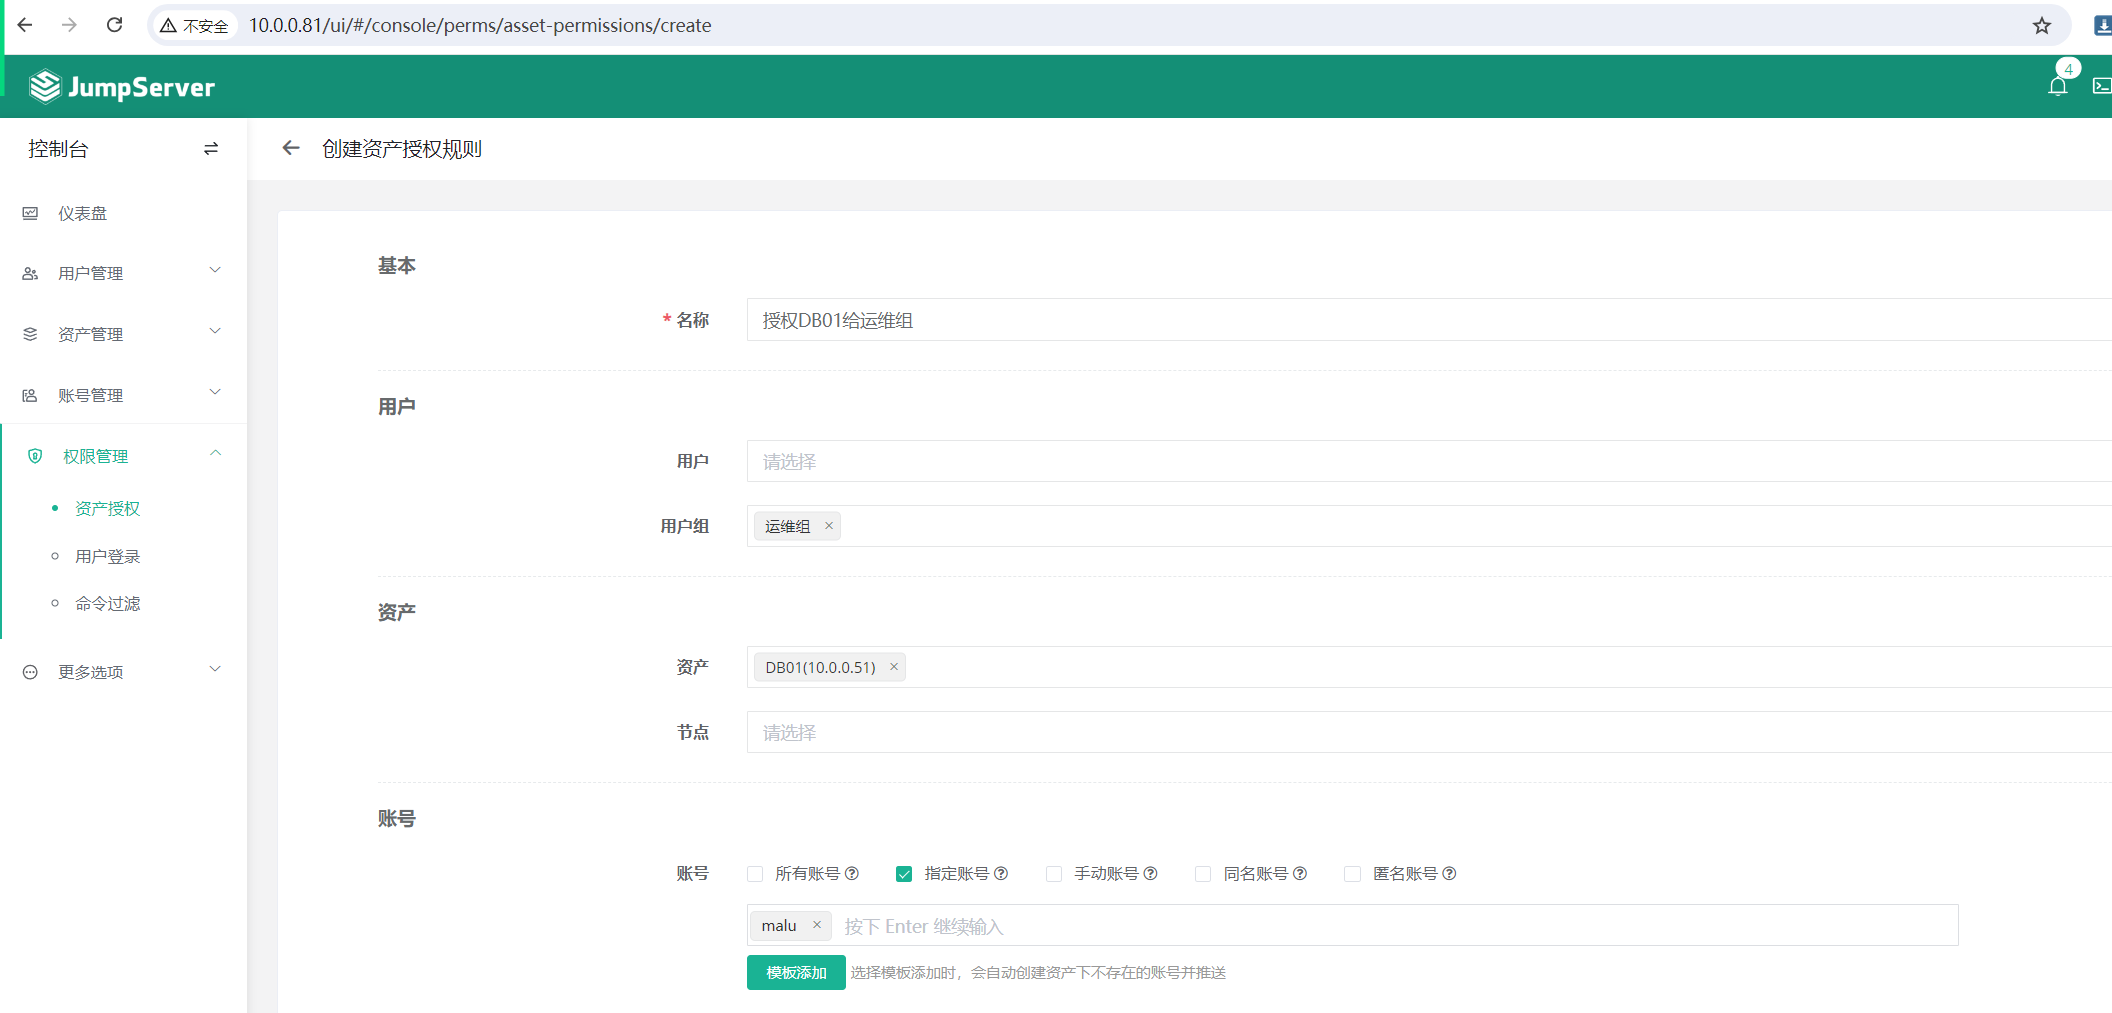 不安全 10.0.0.81/ui/#/console/perms/asset-permissions/create
JumpServer
4
控制台
创建资产授权规则
仪表盘
用户管理
资产管理
账号管理
权限管理
资产授权
用户登录
命令过滤
更多选项
基本
* 名称 授权DB01给运维组
用户
用户 请选择
用户组 运维组 ×
资产
资产 DB01(10.0.0.51) ×
节点 请选择
账号
账号 所有账号 ? 指定账号 ? 手动账号 ? 同名账号 ? 匿名账号 ?
malu × 按下 Enter 继续输入
模板添加 选择模板添加时，会自动创建资产下不存在的账号并推送